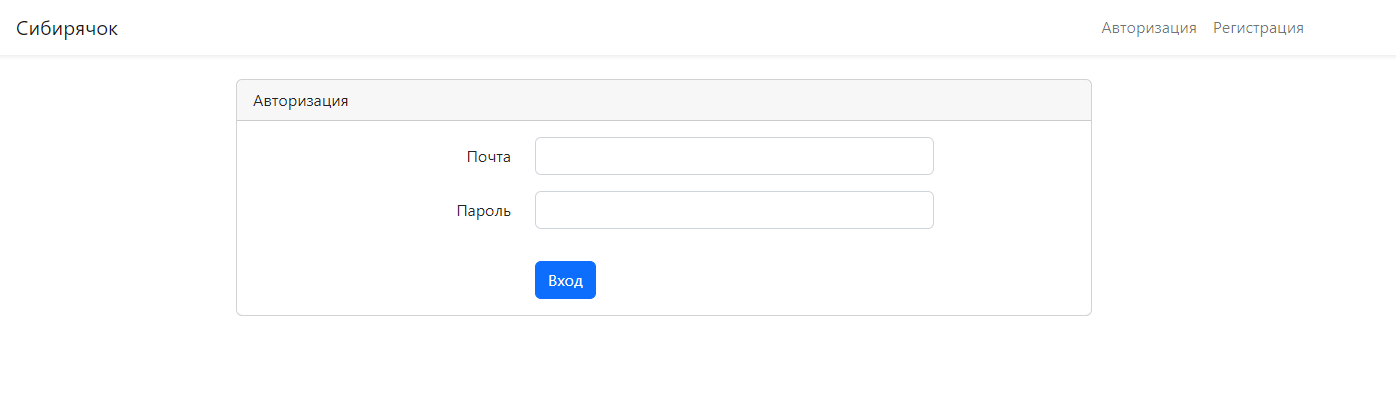 Сибирячок
Авторизация Регистрация
Авторизация
Почта
Пароль
Вход